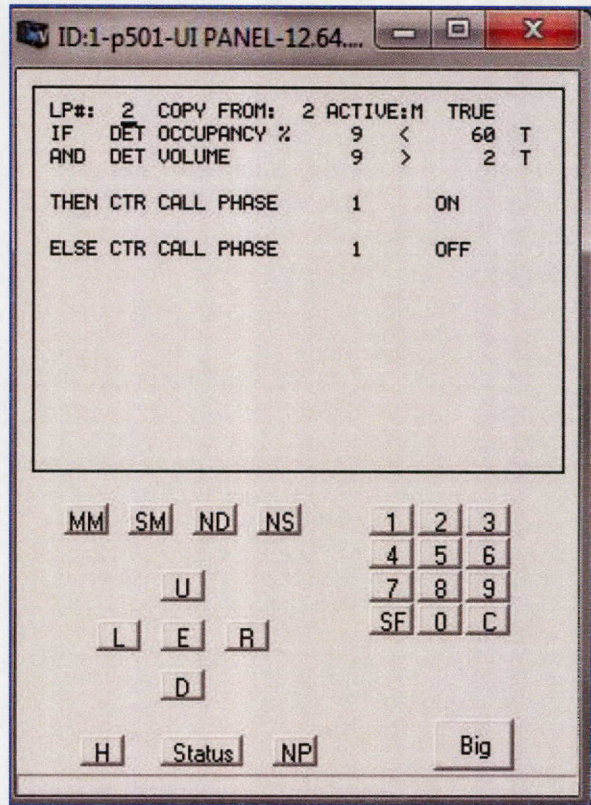 ID:1-p501-UI PANEL-12.64....
LP#: 2 COPY FROM: 2 ACTIVE:M TRUE
IF DET OCCUPANCY % 9 < 60 T
AND DET VOLUME 9 > 2 T
THEN CTR CALL PHASE 1 ON
ELSE CTR CALL PHASE 1 OFF
MM SM ND NS 1 2 3
4 5 6
U 7 8 9
L E R SF 0 C
D
H Status NP Big